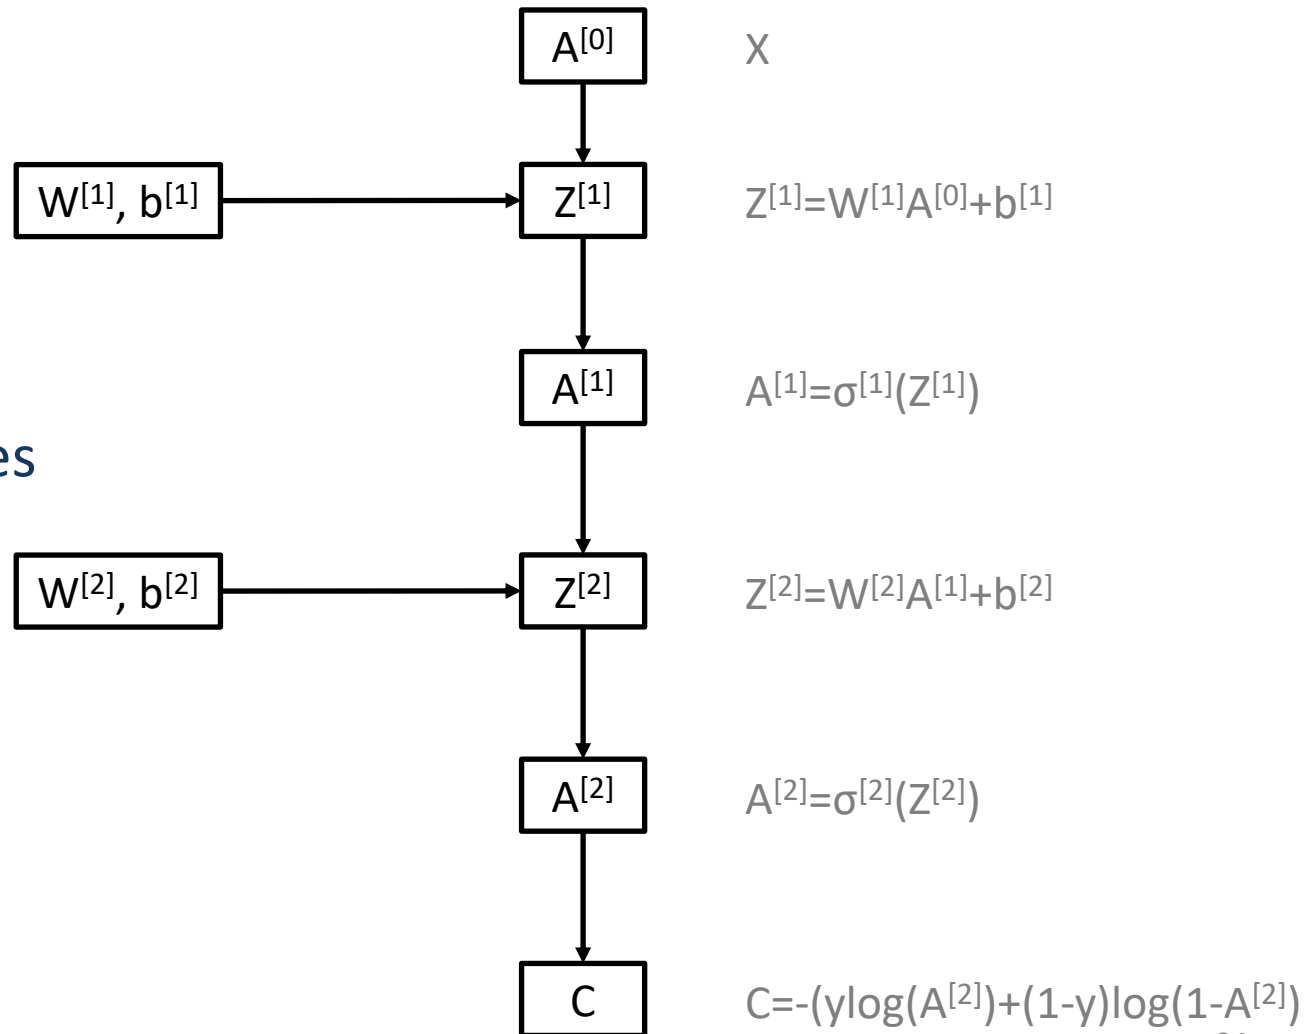 A[0] X
W[1], b[1] Z[1] Z[1]=W[1]A[0]+b[1]
A[1] A[1]=σ[1](Z[1])
es
W[2], b[2] Z[2] Z[2]=W[2]A[1]+b[2]
A[2] A[2]=σ[2](Z[2])
C C=-(ylog(A[2])+(1-y)log(1-A[2])